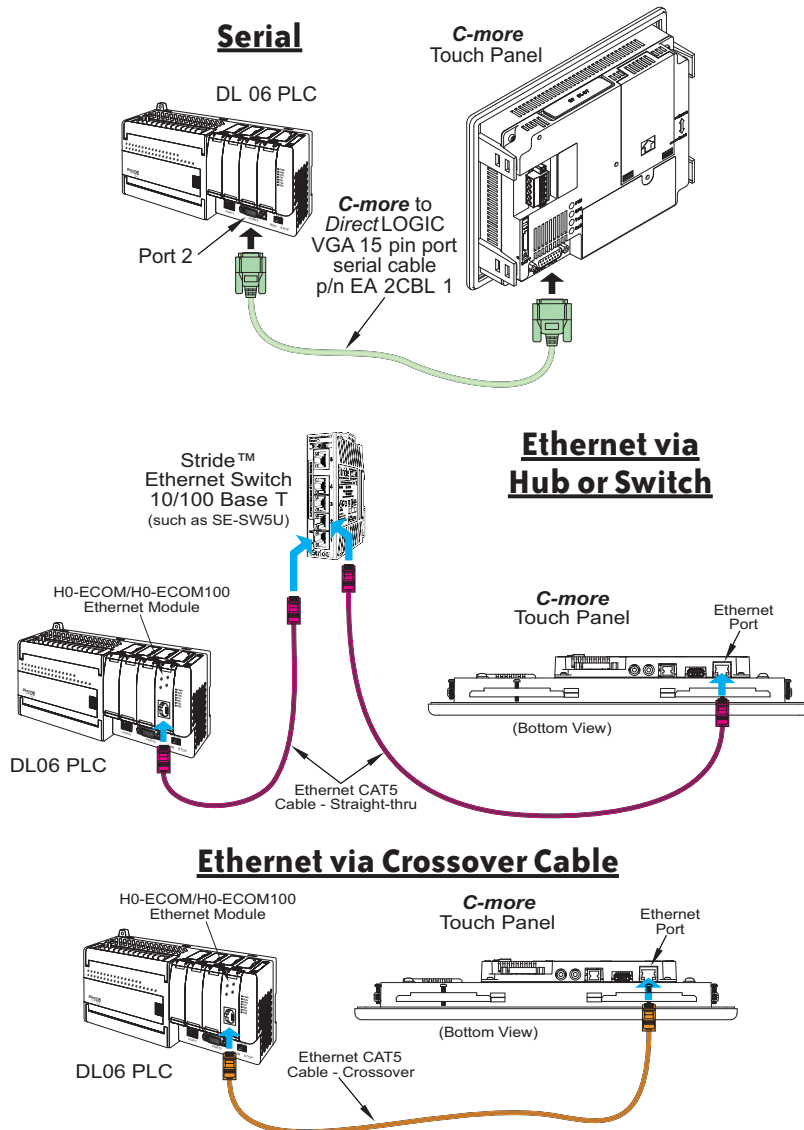 Serial
C-more
Touch Panel
DL 06 PLC
C-more to
DirectLOGIC
VGA 15 pin port
serial cable
p/n EA 2CBL 1
Port 2
Ethernet via
Hub or Switch
Stride™
Ethernet Switch
10/100 Base T
(such as SE-SW5U)
H0-ECOM/H0-ECOM100
Ethernet Module
C-more
Touch Panel
Ethernet
Port
(Bottom View)
DL06 PLC
Ethernet CAT5
Cable - Straight-thru
Ethernet via Crossover Cable
H0-ECOM/H0-ECOM100
Ethernet Module
C-more
Touch Panel
Ethernet
Port
(Bottom View)
Ethernet CAT5
Cable - Crossover
DL06 PLC